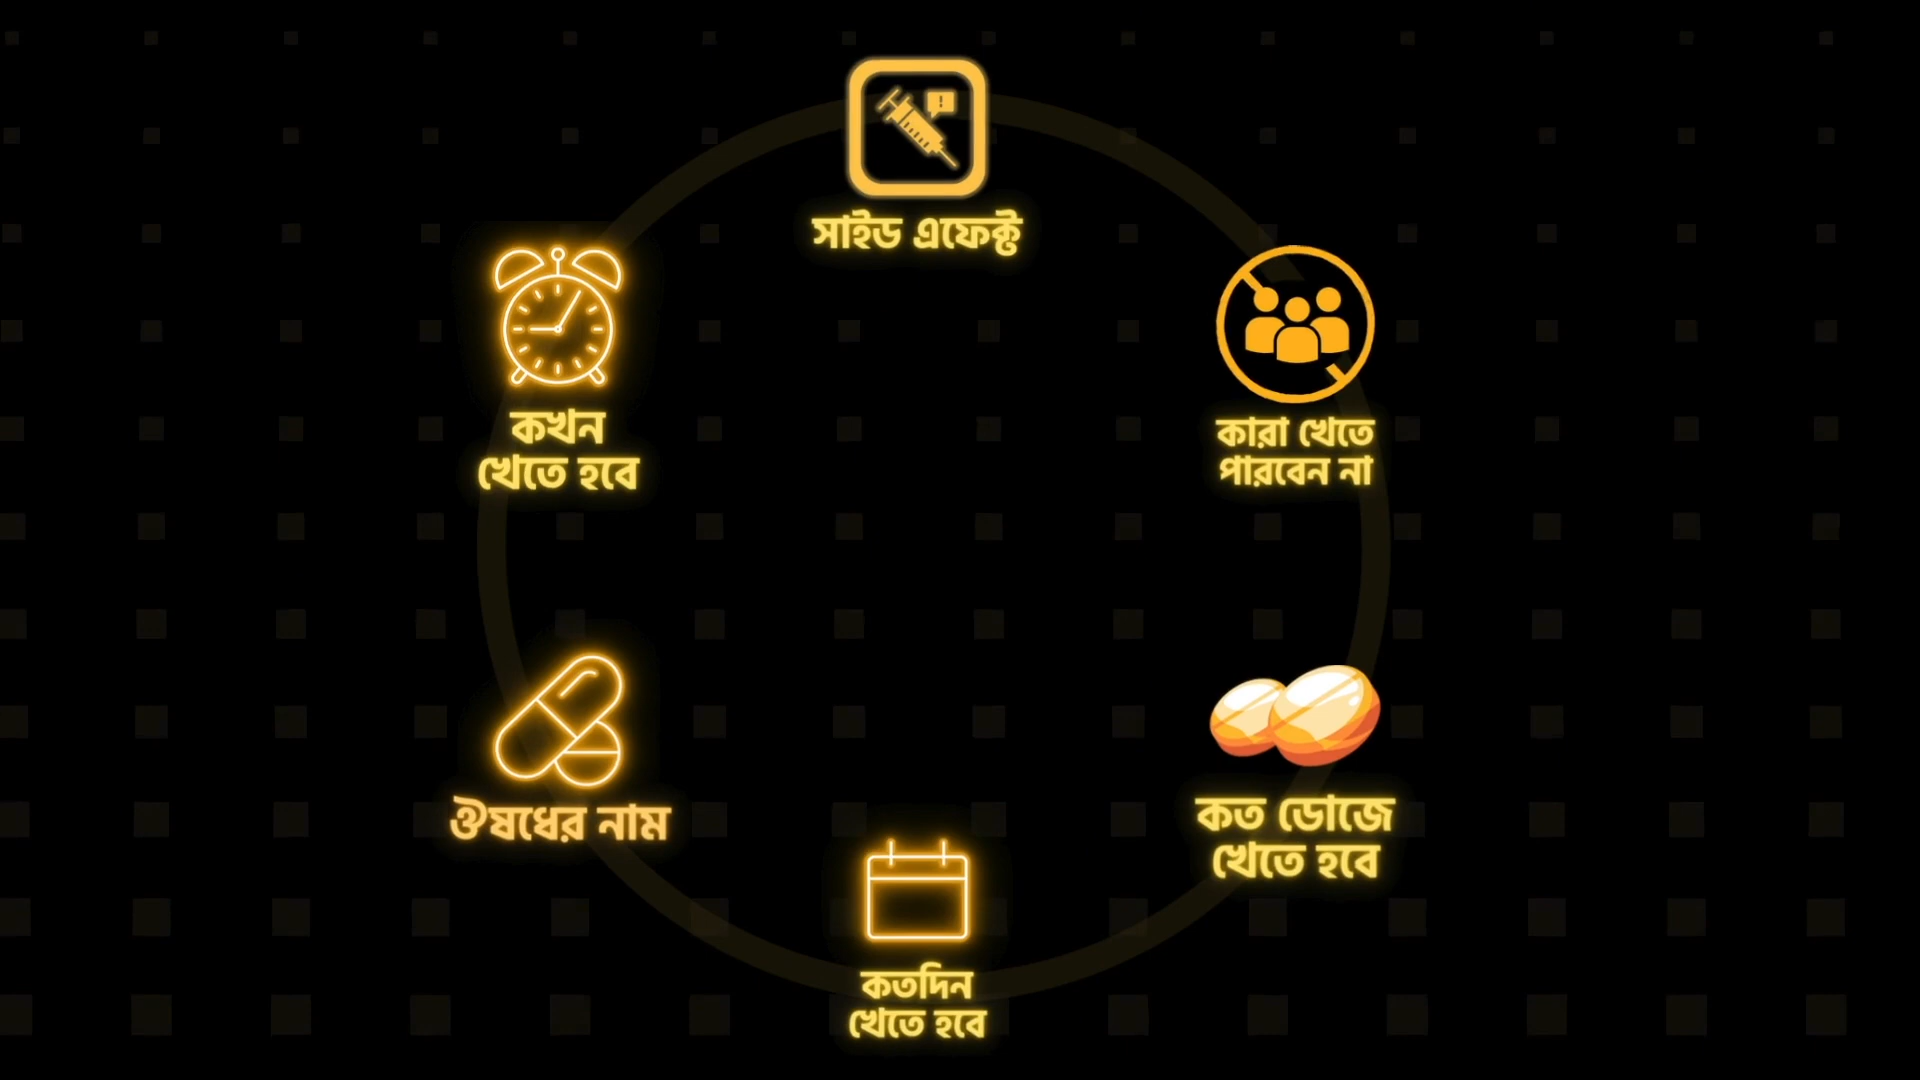 সাইড এফেক্ট
কখন
খেতে হবে
কারা খেতে
পারবেন না
ঔষধের নাম
কত ডোজে
খেতে হবে
কতদিন
খেতে হবে